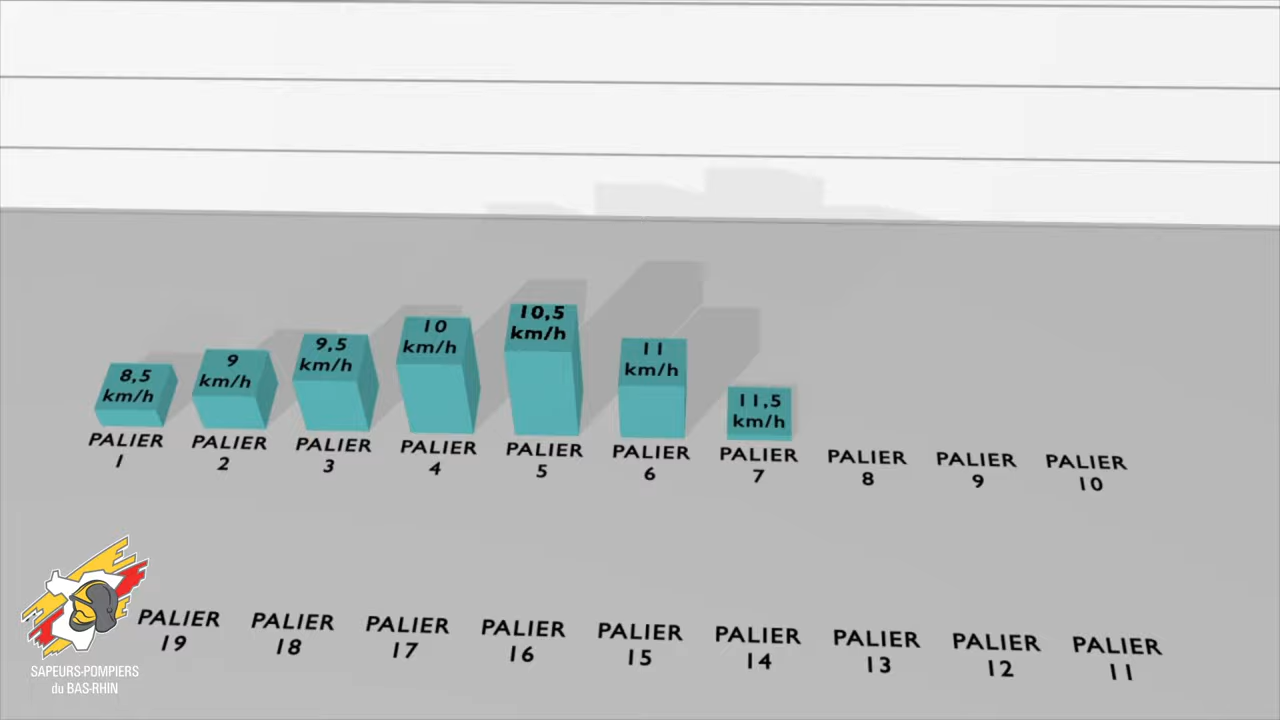 8,5
km/h
9
km/h
9,5
km/h
10
km/h
10,5
km/h
11
km/h
11,5
km/h
PALIER
1
PALIER
2
PALIER
3
PALIER
4
PALIER
5
PALIER
6
PALIER
7
PALIER
8
PALIER
9
PALIER
10
PALIER
19
PALIER
18
PALIER
17
PALIER
16
PALIER
15
PALIER
14
PALIER
13
PALIER
12
PALIER
11
SAPEURS-POMPIERS
du BAS-RHIN